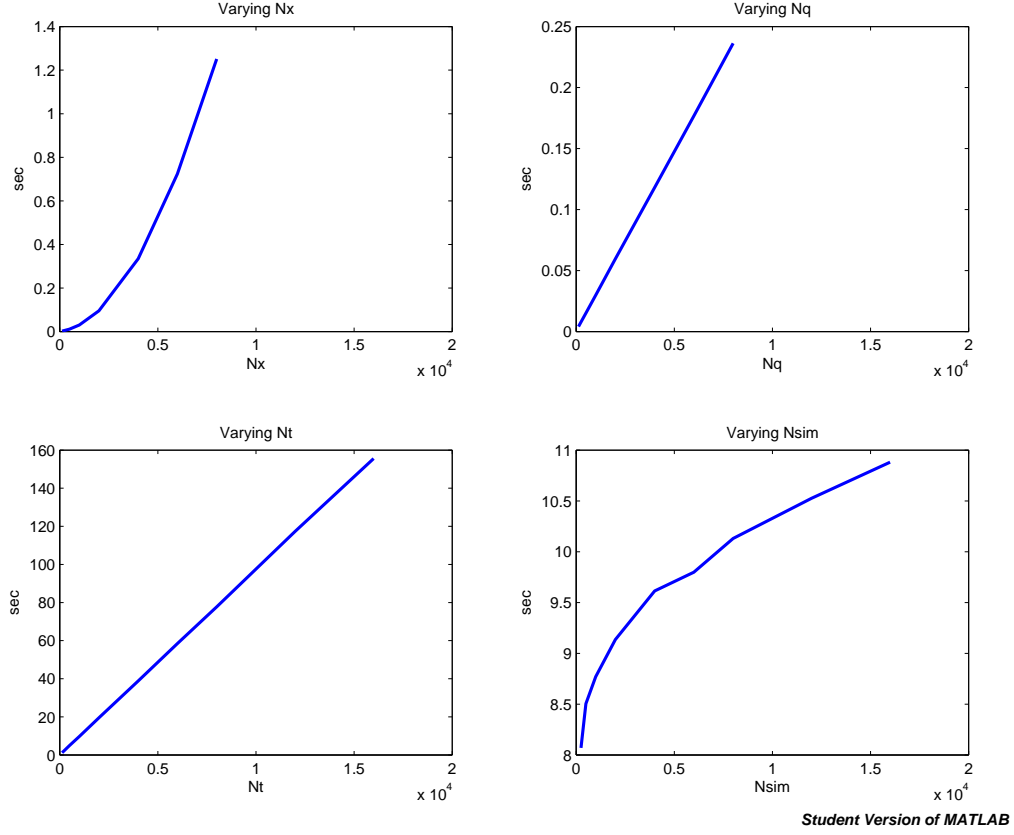 Varying Nx
1.4
1.2
1
0.8
0.6
0.4
0.2
0
sec
0 0.5 1 1.5 2
x 10^4
Nx
Varying Nq
0.25
0.2
0.15
0.1
0.05
0
sec
0 0.5 1 1.5 2
x 10^4
Nq
Varying Nt
160
140
120
100
80
60
40
20
0
sec
0 0.5 1 1.5 2
x 10^4
Nt
Varying Nsim
11
10.5
10
9.5
9
8.5
8
sec
0 0.5 1 1.5 2
x 10^4
Nsim
Student Version of MATLAB